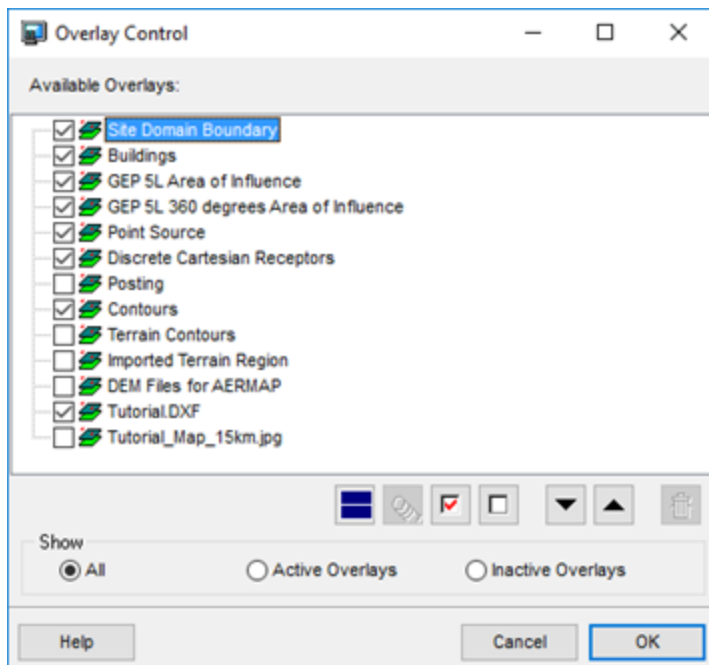 Overlay Control
Available Overlays:
Site Domain Boundary
Buildings
GEP 5L Area of Influence
GEP 5L 360 degrees Area of Influence
Point Source
Discrete Cartesian Receptors
Posting
Contours
Terrain Contours
Imported Terrain Region
DEM Files for AERMAP
Tutorial.DXF
Tutorial_Map_15km.jpg
Show
All Active Overlays Inactive Overlays
Help Cancel OK